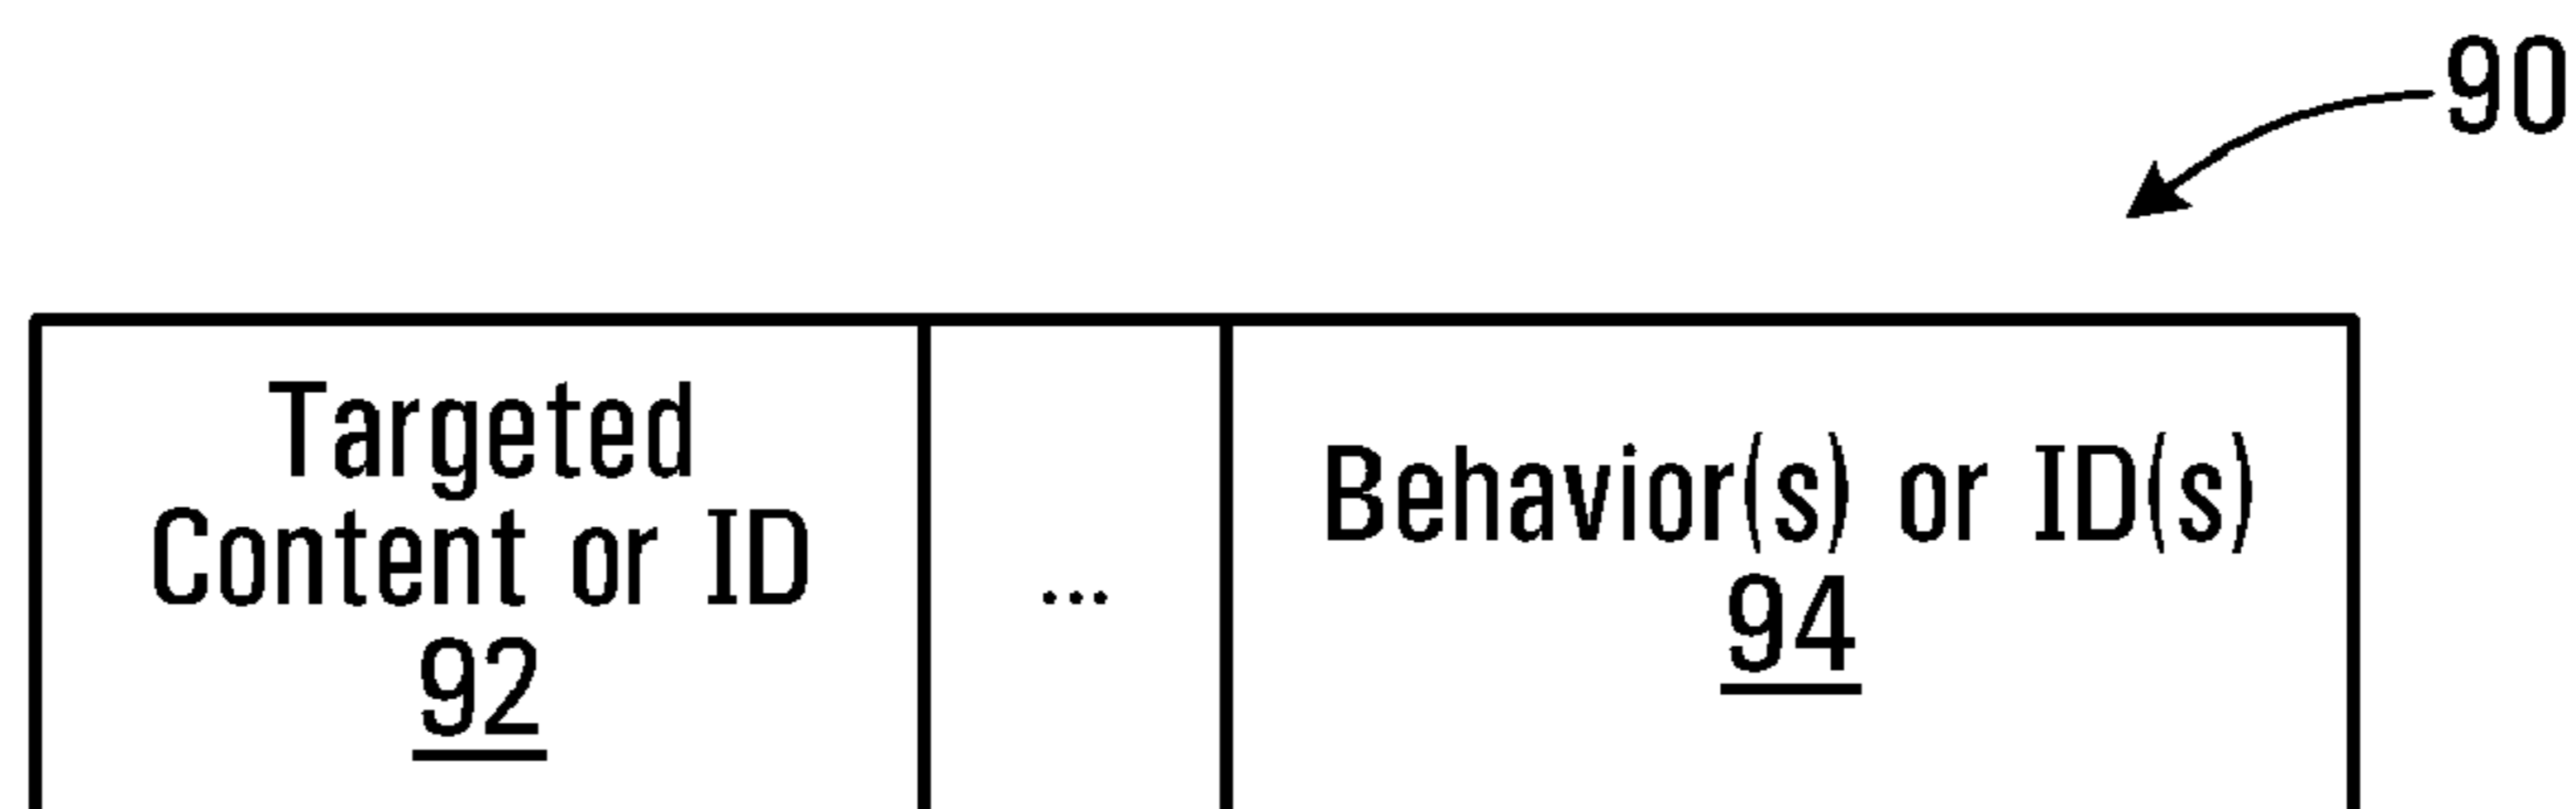 90
Targeted
Content or ID
92
...
Behavior(s) or ID(s)
94